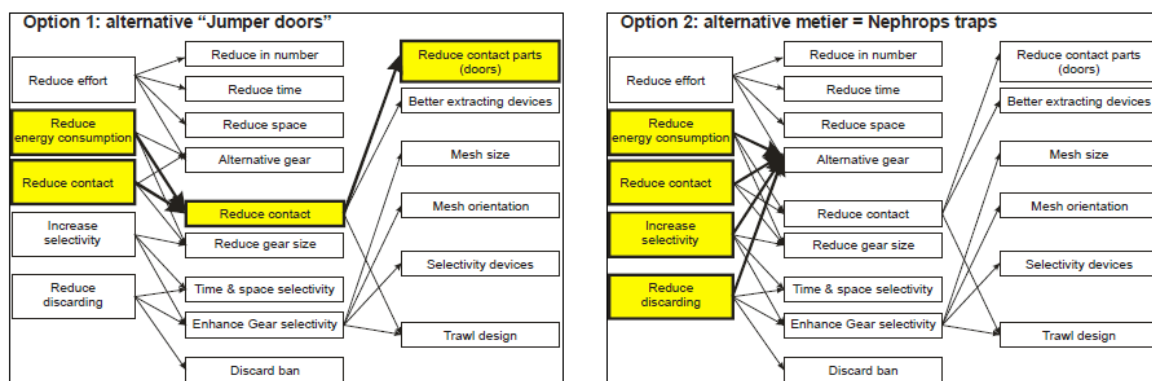 Option 1: alternative “Jumper doors”
Reduce effort
Reduce
energy consumption
Reduce contact
Increase
selectivity
Reduce
discarding
Reduce in number
Reduce time
Reduce space
Alternative gear
Reduce contact
Reduce gear size
Time & space selectivity
Enhance Gear selectivity
Discard ban
Reduce contact parts
(doors)
Better extracting devices
Mesh size
Mesh orientation
Selectivity devices
Trawl design
Option 2: alternative metier = Nephrops traps
Reduce effort
Reduce
energy consumption
Reduce contact
Increase
selectivity
Reduce
discarding
Reduce in number
Reduce time
Reduce space
Alternative gear
Reduce contact
Reduce gear size
Time & space selectivity
Enhance Gear selectivity
Discard ban
Reduce contact parts
(doors)
Better extracting devices
Mesh size
Mesh orientation
Selectivity devices
Trawl design